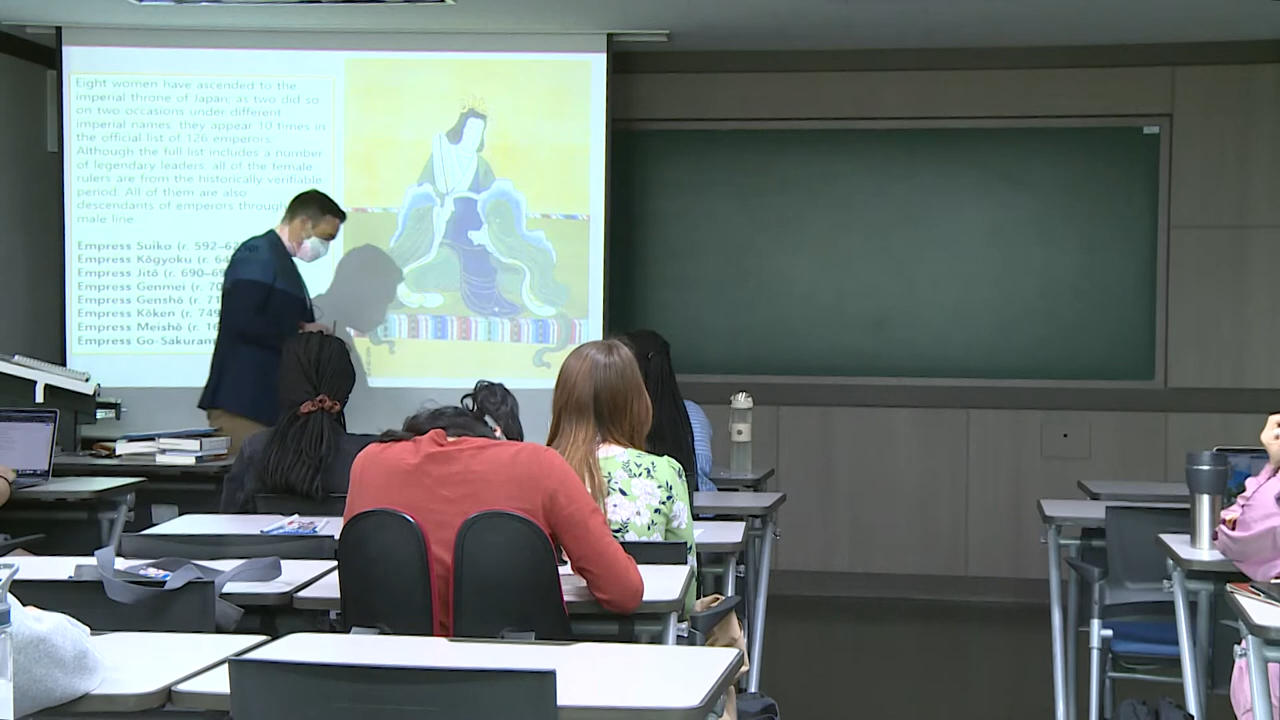 Eight women have ascended to the
imperial throne of Japan; as two did so
on two occasions under different
imperial names, they appear 10 times in
the official list of 126 emperors.
Although the full list includes a number
of legendary leaders, all of the female
rulers are from the historically verifiable
period. All of them are also
descendants of emperors through
male line.
Empress Suiko (r. 592–62
Empress Kōgyoku (r. 64
Empress Jitō (r. 690–69
Empress Genmei (r. 70
Empress Genshō (r. 71
Empress Kōken (r. 749
Empress Meishō (r. 16
Empress Go-Sakuram